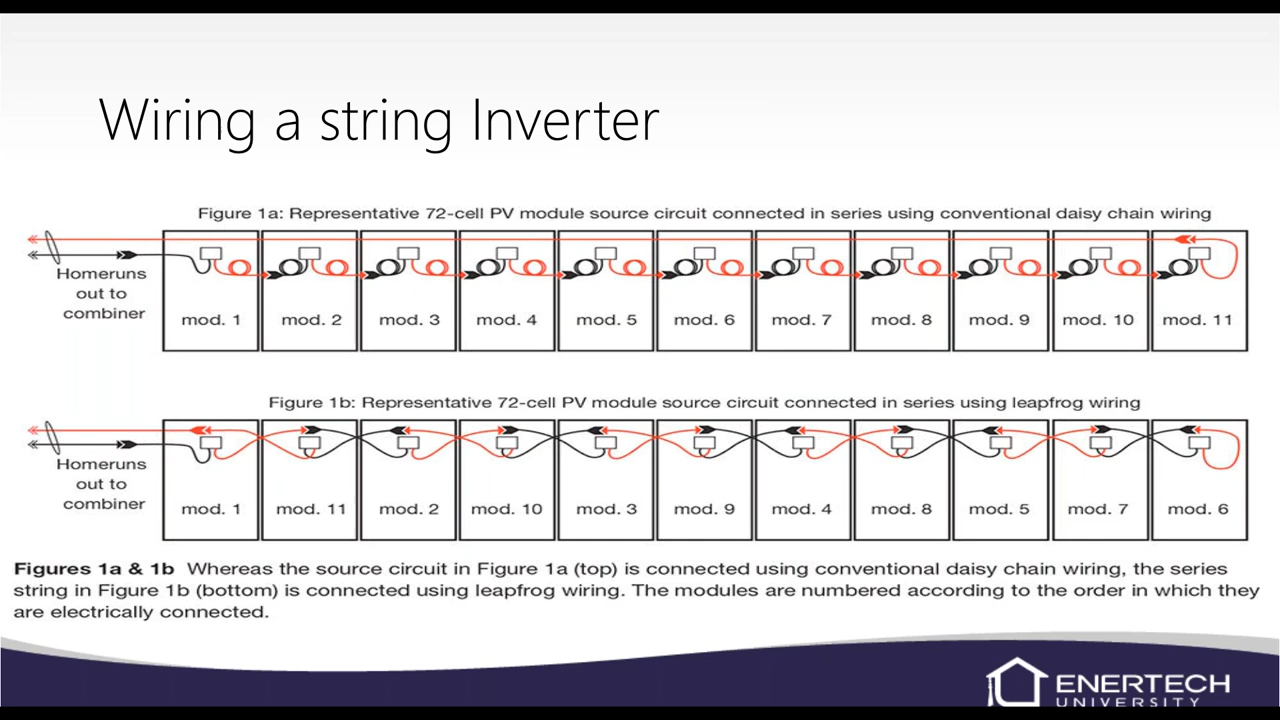 Wiring a string Inverter
Figure 1a: Representative 72-cell PV module source circuit connected in series using conventional daisy chain wiring
Homeruns
out to
combiner
mod. 1 mod. 2 mod. 3 mod. 4 mod. 5 mod. 6 mod. 7 mod. 8 mod. 9 mod. 10 mod. 11
Figure 1b: Representative 72-cell PV module source circuit connected in series using leapfrog wiring
Homeruns
out to
combiner
mod. 1 mod. 11 mod. 2 mod. 10 mod. 3 mod. 9 mod. 4 mod. 8 mod. 5 mod. 7 mod. 6
Figures 1a & 1b Whereas the source circuit in Figure 1a (top) is connected using conventional daisy chain wiring, the series
string in Figure 1b (bottom) is connected using leapfrog wiring. The modules are numbered according to the order in which they
are electrically connected.
ENERTECH
UNIVERSITY